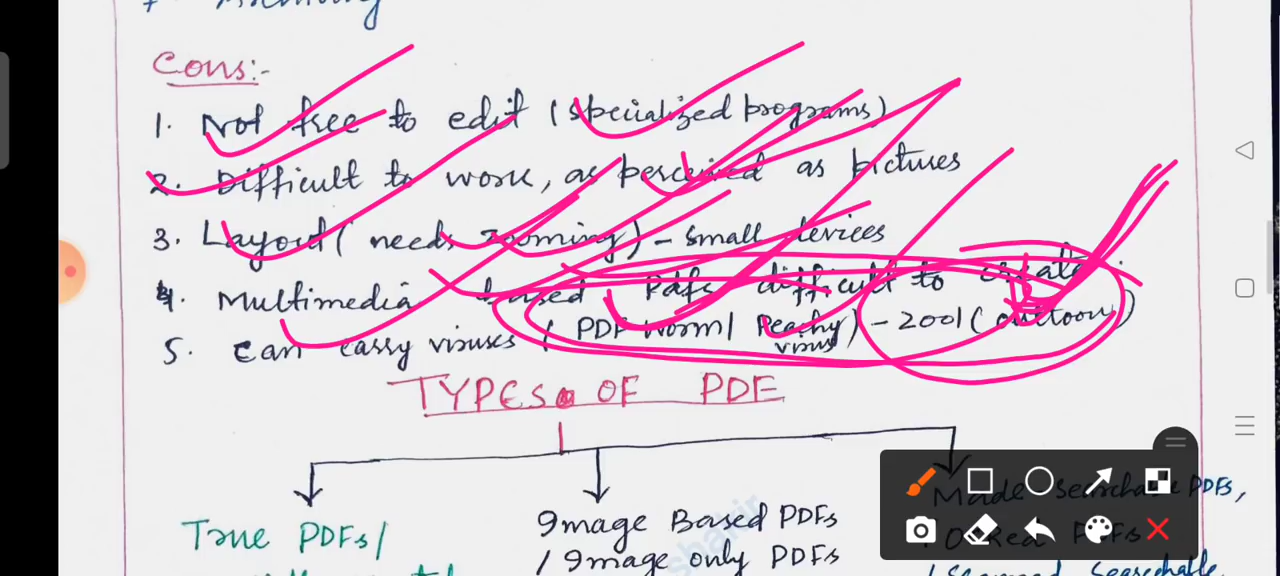 Cons:-
1. Not free to edit (specialized programs)
2. Difficult to work, as perceived as pictures
3. Layout (needs zooming) - small devices
4. Multimedia based Pdfs difficult to create.
5. Can carry viruses (PDF worm/ Peachy virus) - 2001 (outlook)
TYPES OF PDF
True PDFs/
Image Based PDFs
/ Image only PDFs
Made searchable PDFs,
OCRed PDFs